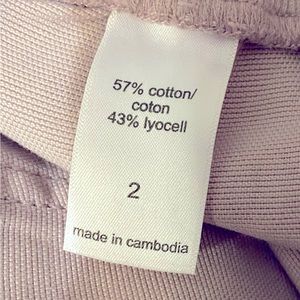 57% cotton/
coton
43% lyocell
2
made in cambodia